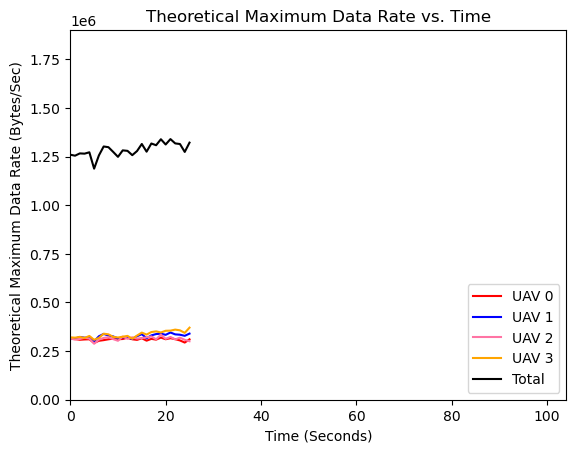 Theoretical Maximum Data Rate vs. Time
1e6
Theoretical Maximum Data Rate (Bytes/Sec)
1.75
1.50
1.25
1.00
0.75
0.50
0.25
0.00
0 20 40 60 80 100
Time (Seconds)
UAV 0
UAV 1
UAV 2
UAV 3
Total